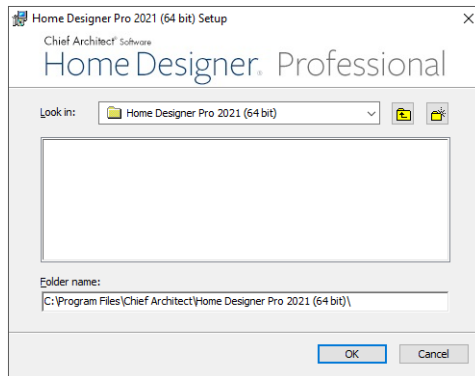 Home Designer Pro 2021 (64 bit) Setup
Chief Architect® Software
Home Designer® Professional
Look in:
Home Designer Pro 2021 (64 bit)
Folder name:
C:\Program Files\Chief Architect\Home Designer Pro 2021 (64 bit)\
OK
Cancel